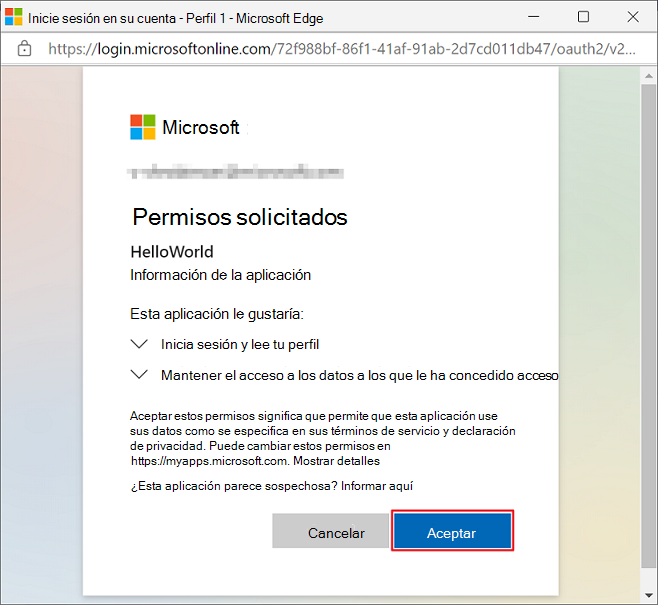 Inicie sesión en su cuenta - Perfil 1 - Microsoft Edge
https://login.microsoftonline.com/72f988bf-86f1-41af-91ab-2d7cd011db47/oauth2/v2...
Microsoft
Permisos solicitados
HelloWorld
Información de la aplicación
Esta aplicación le gustaría:
Inicia sesión y lee tu perfil
Mantener el acceso a los datos a los que le ha concedido acceso
Aceptar estos permisos significa que permite que esta aplicación use
sus datos como se especifica en sus términos de servicio y declaración
de privacidad. Puede cambiar estos permisos en
https://myapps.microsoft.com. Mostrar detalles
¿Esta aplicación parece sospechosa? Informar aquí
Cancelar
Aceptar